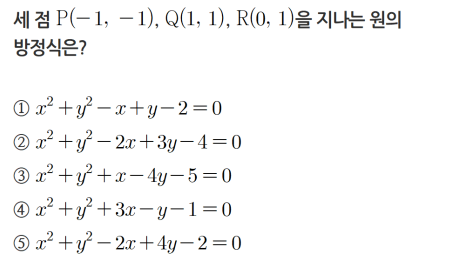 세 점 P(−1, −1), Q(1, 1), R(0, 1)을 지나는 원의
방정식은?
① x²+y²−x+y−2=0
② x²+y²−2x+3y−4=0
③ x²+y²+x−4y−5=0
④ x²+y²+3x−y−1=0
⑤ x²+y²−2x+4y−2=0